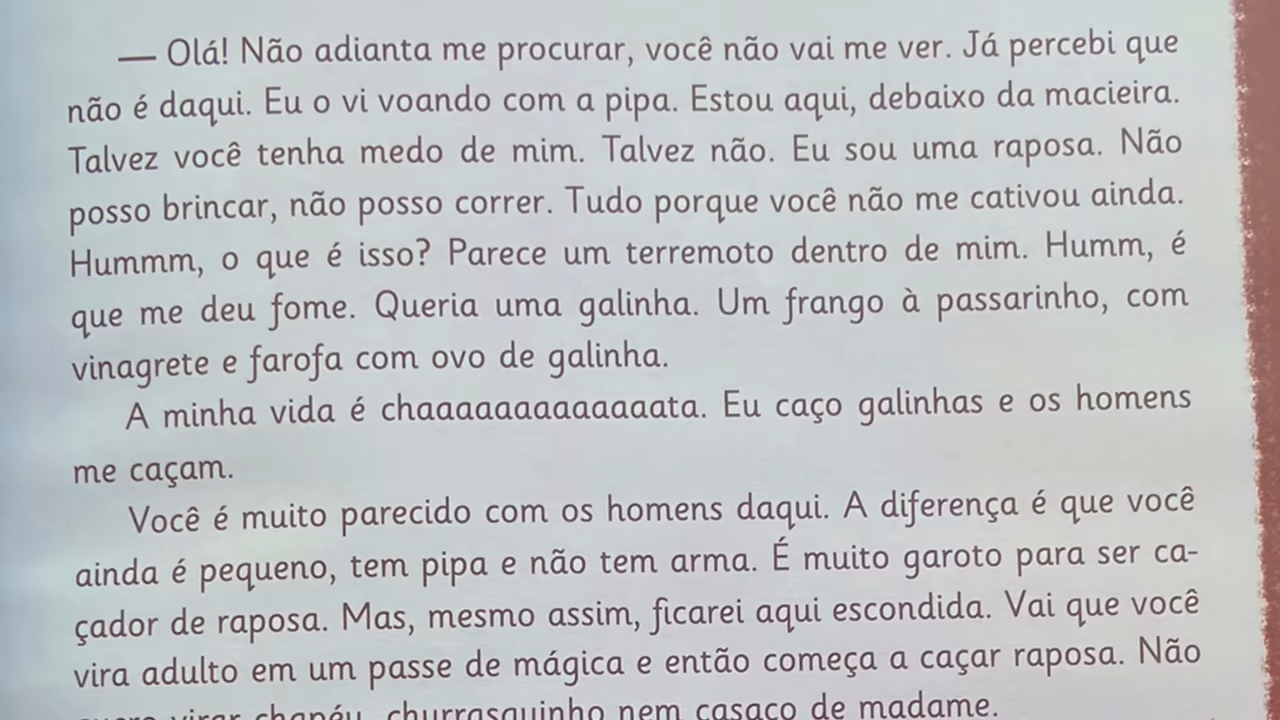 — Olá! Não adianta me procurar, você não vai me ver. Já percebi que
não é daqui. Eu o vi voando com a pipa. Estou aqui, debaixo da macieira.
Talvez você tenha medo de mim. Talvez não. Eu sou uma raposa. Não
posso brincar, não posso correr. Tudo porque você não me cativou ainda.
Hummm, o que é isso? Parece um terremoto dentro de mim. Humm, é
que me deu fome. Queria uma galinha. Um frango à passarinho, com
vinagrete e farofa com ovo de galinha.
A minha vida é chaaaaaaaaaaaaata. Eu caço galinhas e os homens
me caçam.
Você é muito parecido com os homens daqui. A diferença é que você
ainda é pequeno, tem pipa e não tem arma. É muito garoto para ser ca-
çador de raposa. Mas, mesmo assim, ficarei aqui escondida. Vai que você
vira adulto em um passe de mágica e então começa a caçar raposa. Não
virar chapéu, churrasquinho nem casaco de madame.